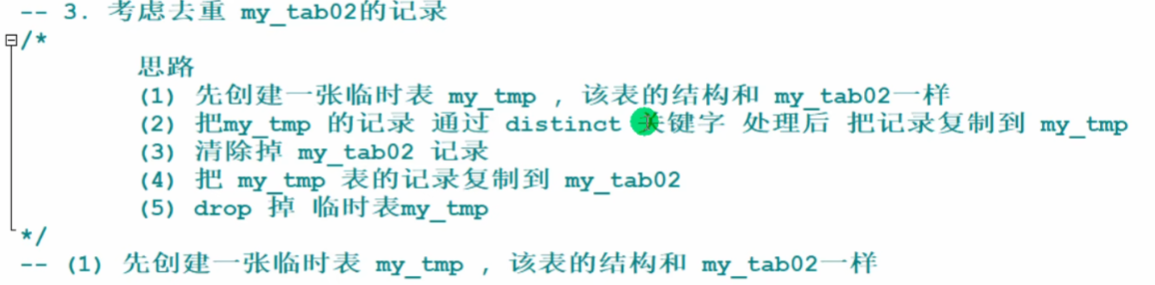 -- 3. 考虑去重 my_tab02的记录
/*
思路
(1) 先创建一张临时表 my_tmp , 该表的结构和 my_tab02一样
(2) 把my_tmp 的记录 通过 distinct 关键字 处理后 把记录复制到 my_tmp
(3) 清除掉 my_tab02 记录
(4) 把 my_tmp 表的记录复制到 my_tab02
(5) drop 掉 临时表my_tmp
*/
-- (1) 先创建一张临时表 my_tmp , 该表的结构和 my_tab02一样